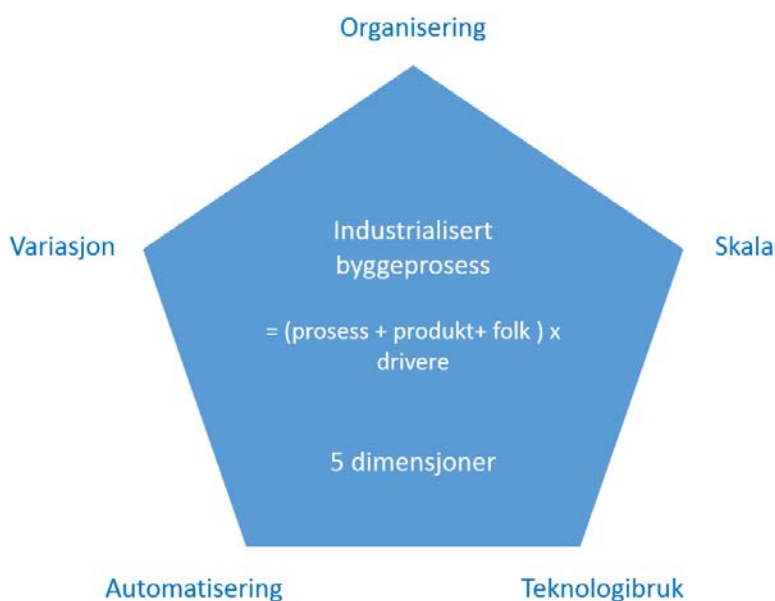 Organisering
Variasjon
Skala
Industrialisert
byggeprosess
= (prosess + produkt+ folk ) x
drivere
5 dimensjoner
Automatisering
Teknologibruk